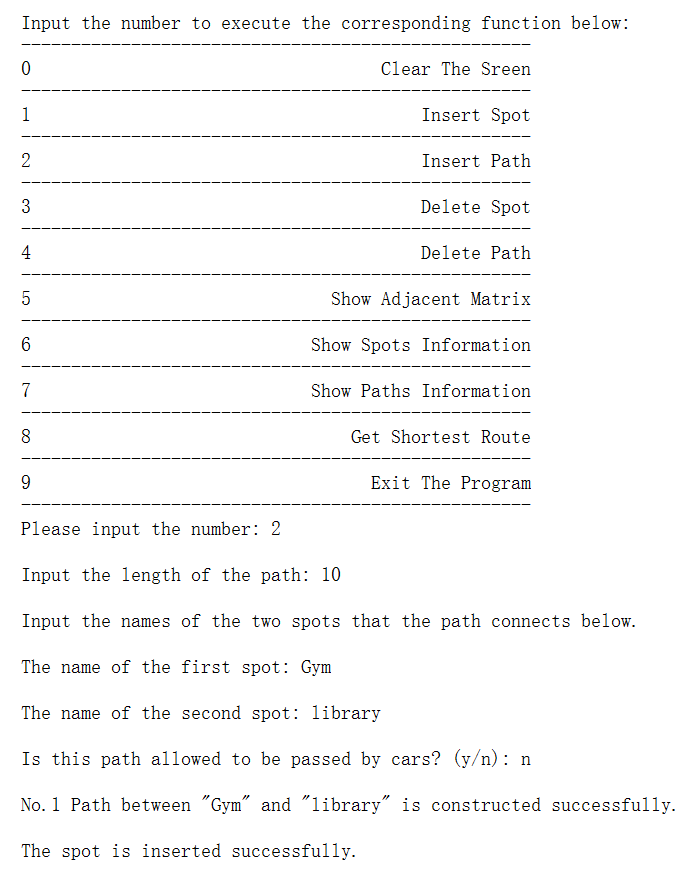 Input the number to execute the corresponding function below:
---------------------------------------------------
0 Clear The Sreen
---------------------------------------------------
1 Insert Spot
---------------------------------------------------
2 Insert Path
---------------------------------------------------
3 Delete Spot
---------------------------------------------------
4 Delete Path
---------------------------------------------------
5 Show Adjacent Matrix
---------------------------------------------------
6 Show Spots Information
---------------------------------------------------
7 Show Paths Information
---------------------------------------------------
8 Get Shortest Route
---------------------------------------------------
9 Exit The Program
---------------------------------------------------
Please input the number: 2
Input the length of the path: 10
Input the names of the two spots that the path connects below.
The name of the first spot: Gym
The name of the second spot: library
Is this path allowed to be passed by cars? (y/n): n
No.1 Path between "Gym" and "library" is constructed successfully.
The spot is inserted successfully.